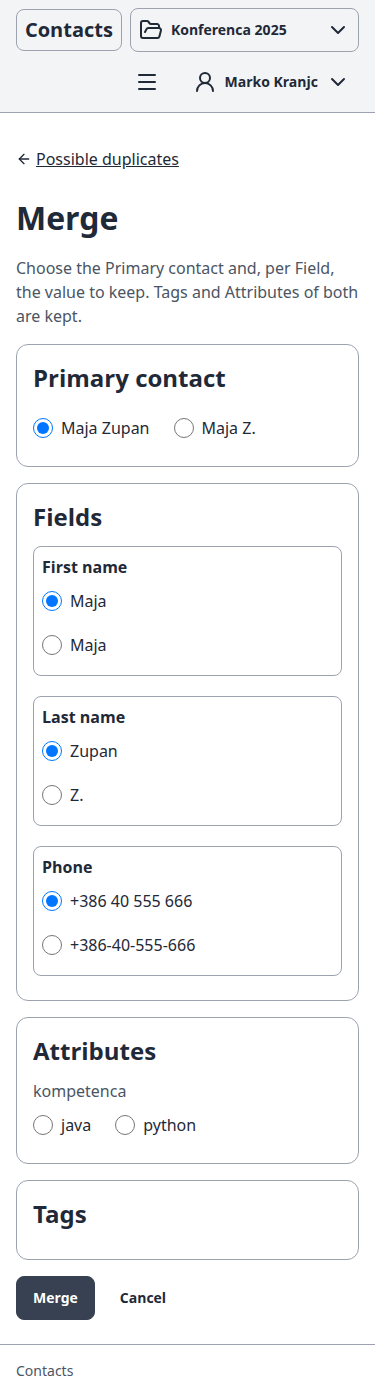 Contacts
Konferenca 2025
Marko Kranjc
Possible duplicates
Merge
Choose the Primary contact and, per Field,
the value to keep. Tags and Attributes of both
are kept.
Primary contact
Maja Zupan Maja Z.
Fields
First name
Maja
Maja
Last name
Zupan
Z.
Phone
+386 40 555 666
+386-40-555-666
Attributes
kompetenca
java python
Tags
Merge Cancel
Contacts